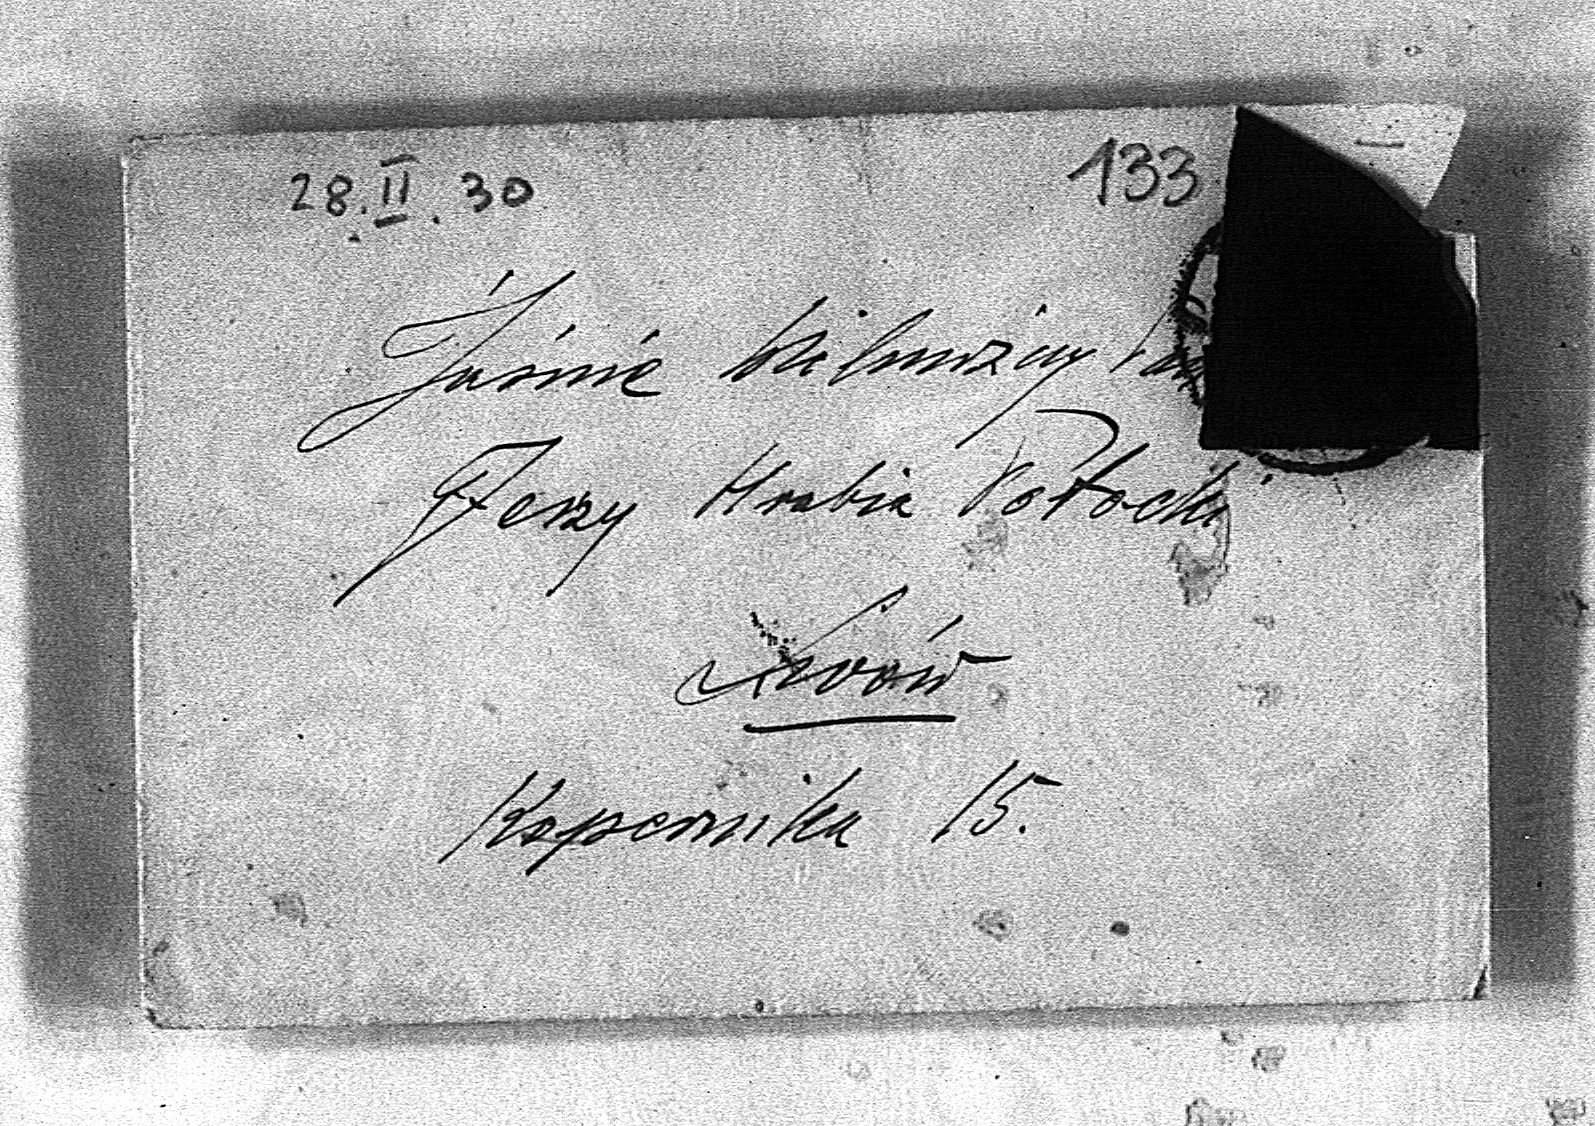 28.II.30
133
Jaśnie Wielmożny Pan
Jerzy Hrabia Potocki
Lwów
Kopernika 15.